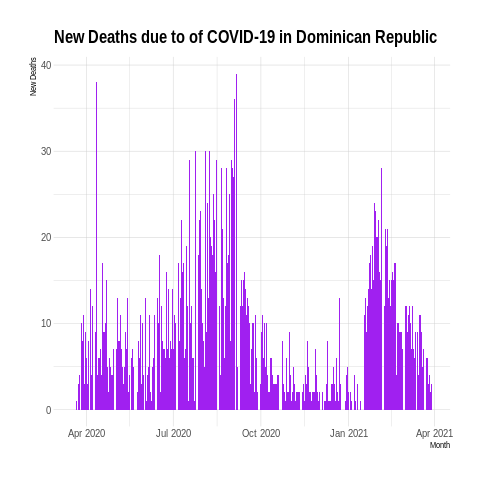 New Deaths due to of COVID-19 in Dominican Republic
New Deaths
40
30
20
10
0
Apr 2020
Jul 2020
Oct 2020
Jan 2021
Apr 2021
Month